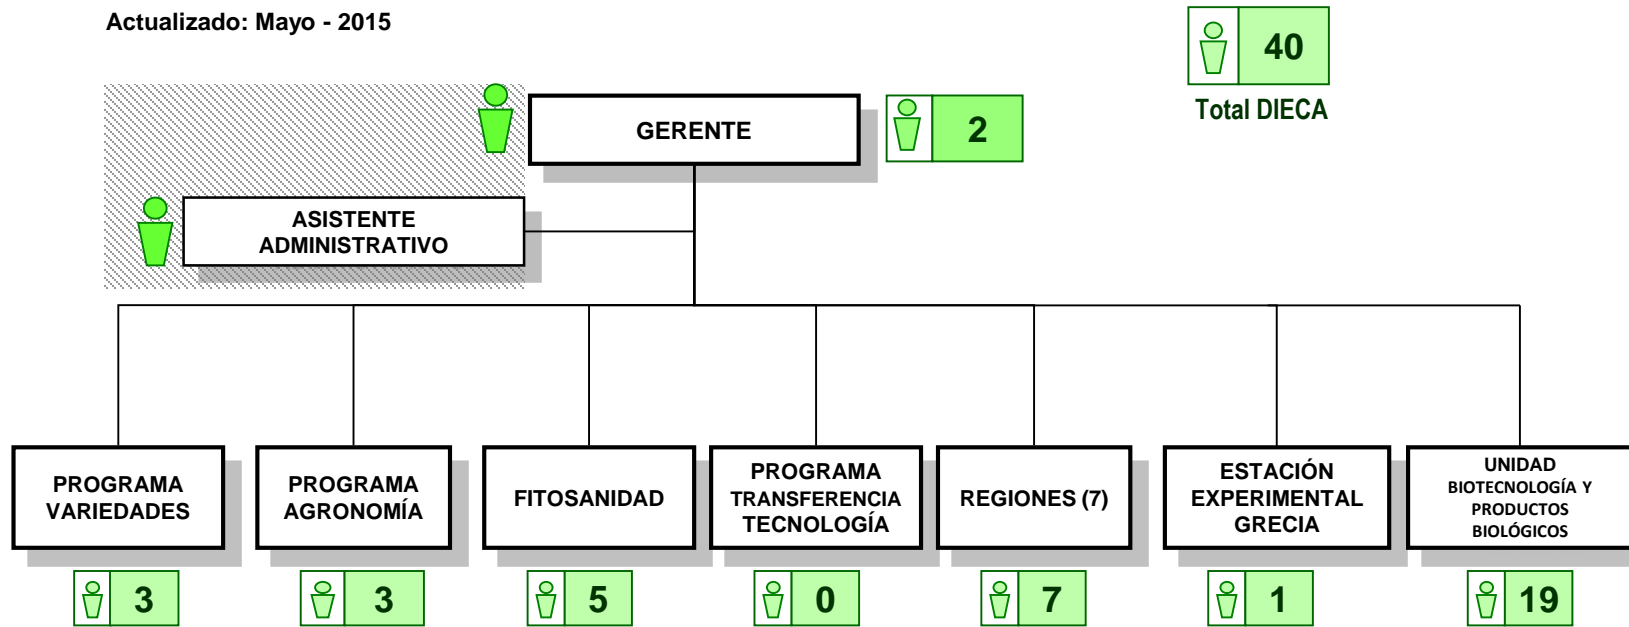 Actualizado: Mayo - 2015
40
Total DIECA
GERENTE
2
ASISTENTE
ADMINISTRATIVO
PROGRAMA
VARIEDADES
3
PROGRAMA
AGRONOMÍA
3
FITOSANIDAD
5
PROGRAMA
TRANSFERENCIA
TECNOLOGÍA
0
REGIONES (7)
7
ESTACIÓN
EXPERIMENTAL
GRECIA
1
UNIDAD
BIOTECNOLOGÍA Y
PRODUCTOS
BIOLÓGICOS
19